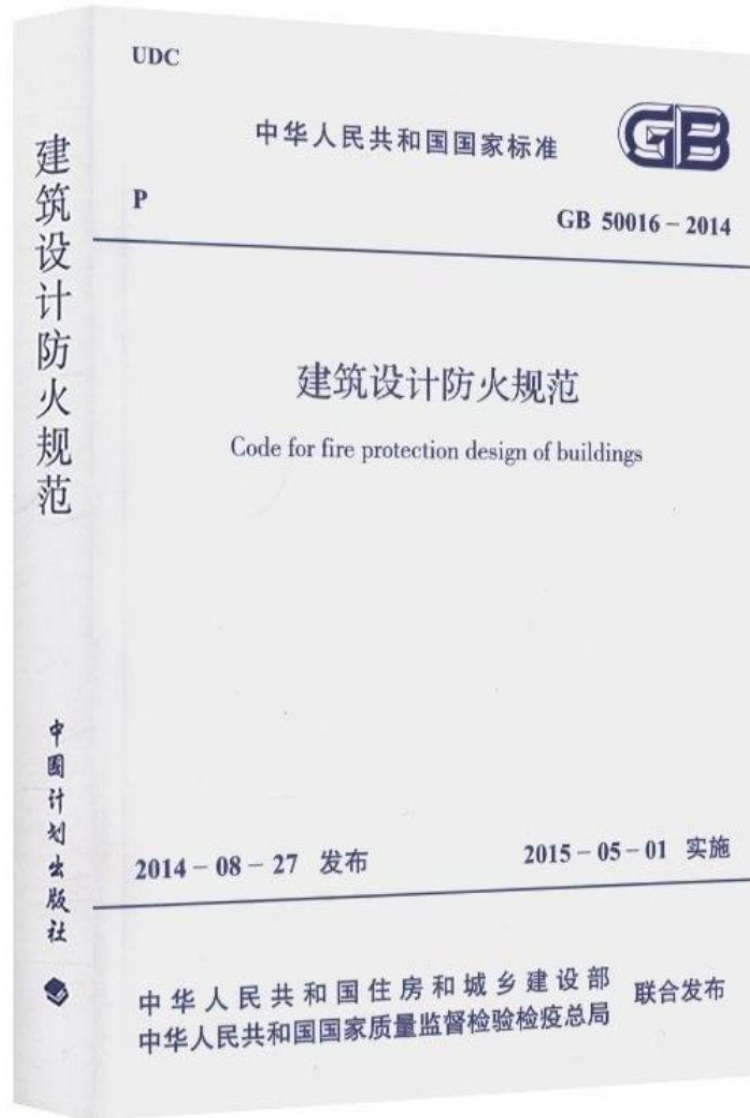 UDC
中华人民共和国国家标准
GB
P
GB 50016－2014
建筑设计防火规范
Code for fire protection design of buildings
2014－08－27 发布
2015－05－01 实施
中华人民共和国住房和城乡建设部
中华人民共和国国家质量监督检验检疫总局
联合发布
建筑设计防火规范
中國计划出版社